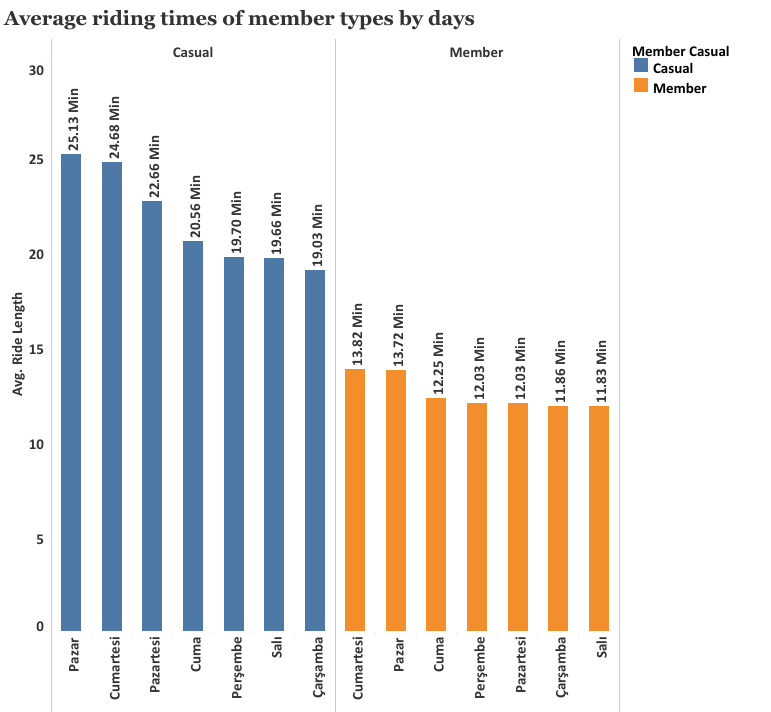 Average riding times of member types by days
Casual
Member
Member Casual
Casual
Member
Avg. Ride Length
30
25
20
15
10
5
0
25.13 Min
24.68 Min
22.66 Min
20.56 Min
19.70 Min
19.66 Min
19.03 Min
13.82 Min
13.72 Min
12.25 Min
12.03 Min
12.03 Min
11.86 Min
11.83 Min
Pazar
Cumartesi
Pazartesi
Cuma
Perşembe
Salı
Çarşamba
Cumartesi
Pazar
Cuma
Perşembe
Pazartesi
Çarşamba
Salı